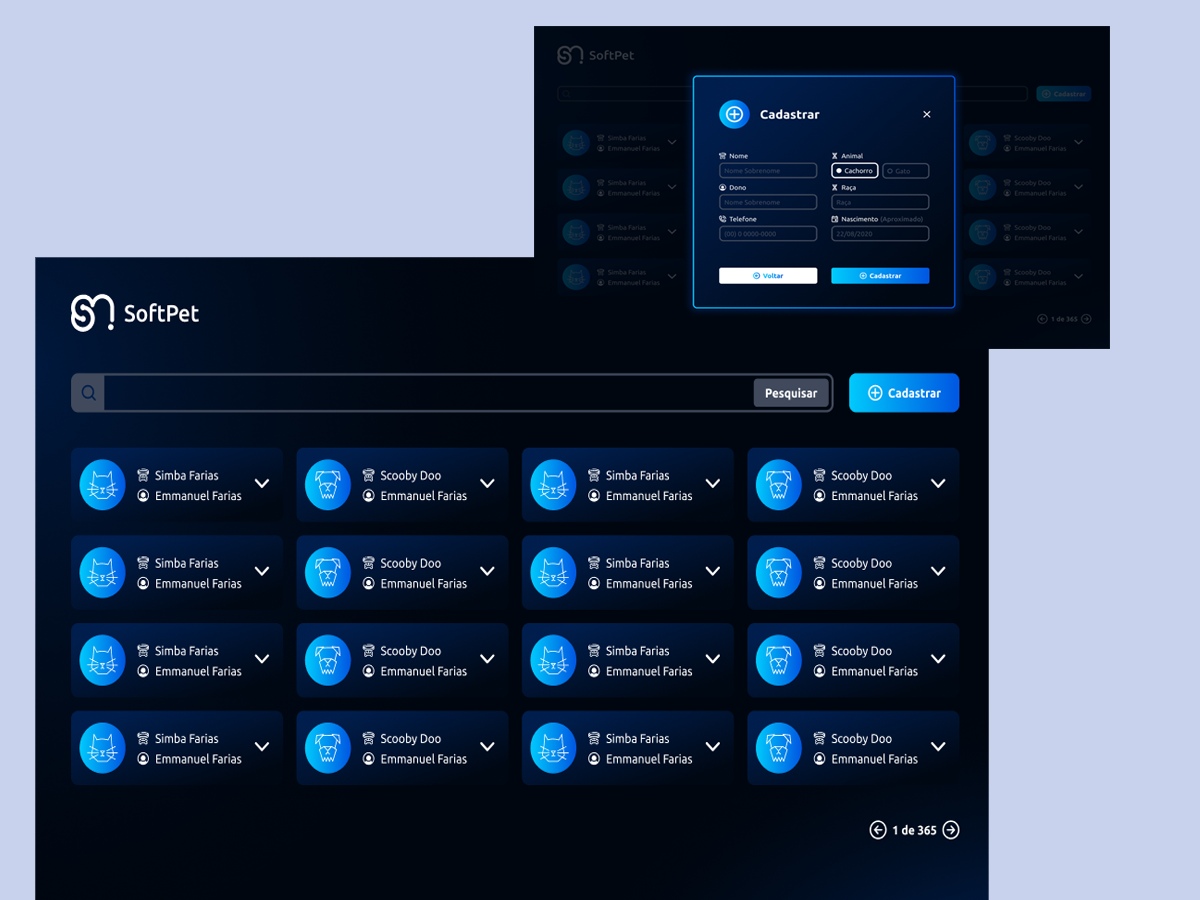 SoftPet
Cadastrar
Simba Farias
Emmanuel Farias
Scooby Doo
Emmanuel Farias
Simba Farias
Emmanuel Farias
Scooby Doo
Emmanuel Farias
Simba Farias
Emmanuel Farias
Scooby Doo
Emmanuel Farias
Simba Farias
Emmanuel Farias
Scooby Doo
Emmanuel Farias
1 de 365
Cadastrar
Nome
Animal
Name Sobrenome
Cachorro
Gato
Dono
Raça
Name Sobrenome
Raça
Telefone
Nascimento (Aproximado)
(00) 0 0000-0000
22/08/2020
Voltar
Cadastrar
SoftPet
Pesquisar
Cadastrar
Simba Farias
Emmanuel Farias
Scooby Doo
Emmanuel Farias
Simba Farias
Emmanuel Farias
Scooby Doo
Emmanuel Farias
Simba Farias
Emmanuel Farias
Scooby Doo
Emmanuel Farias
Simba Farias
Emmanuel Farias
Scooby Doo
Emmanuel Farias
Simba Farias
Emmanuel Farias
Scooby Doo
Emmanuel Farias
Simba Farias
Emmanuel Farias
Scooby Doo
Emmanuel Farias
Simba Farias
Emmanuel Farias
Scooby Doo
Emmanuel Farias
Simba Farias
Emmanuel Farias
Scooby Doo
Emmanuel Farias
1 de 365